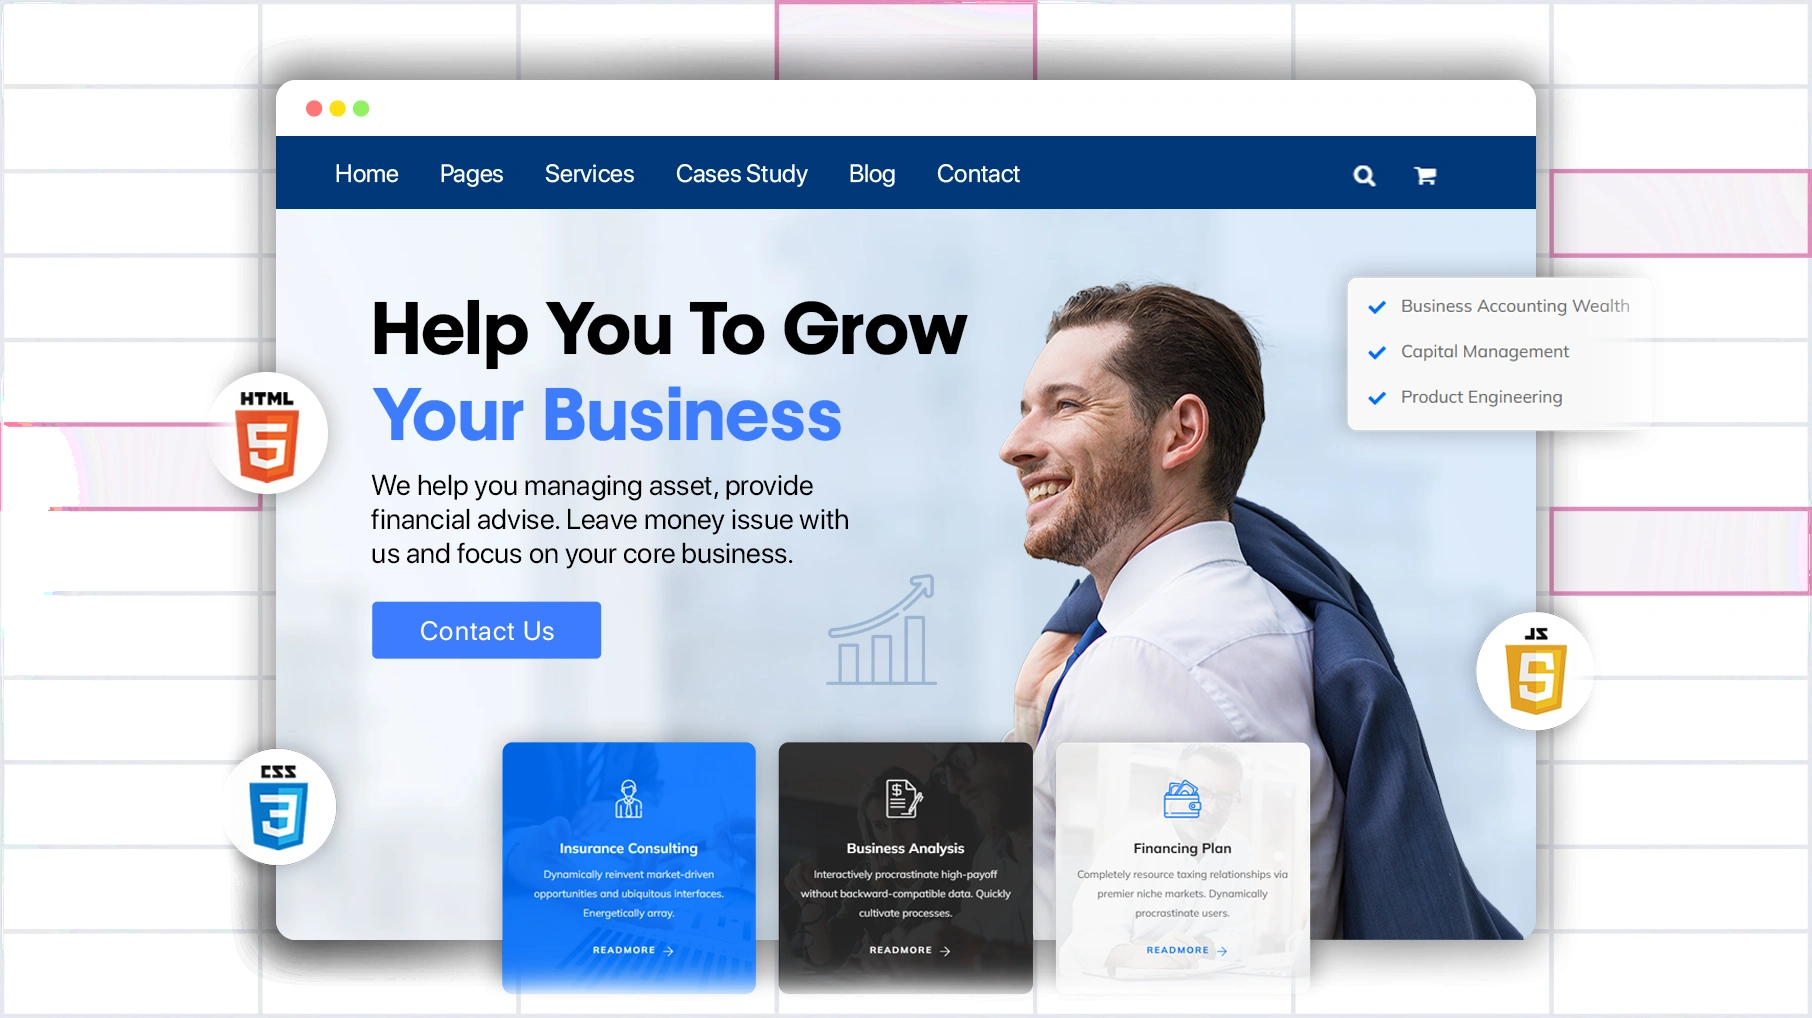 Home Pages Services Cases Study Blog Contact
Help You To Grow
Your Business
We help you managing asset, provide
financial advise. Leave money issue with
us and focus on your core business.
Contact Us
Business Accounting Wealth
Capital Management
Product Engineering
HTML
5
JS
5
CSS
3
Insurance Consulting
Dynamically reinvent market-driven
opportunities and ubiquitous interfaces.
Energetically array.
READMORE
Business Analysis
Interactively procrastinate high-payoff
without backward-compatible data. Quickly
cultivate processes.
READMORE
Financing Plan
Completely resource taxing relationships via
premier niche markets. Dynamically
procrastinate users.
READMORE